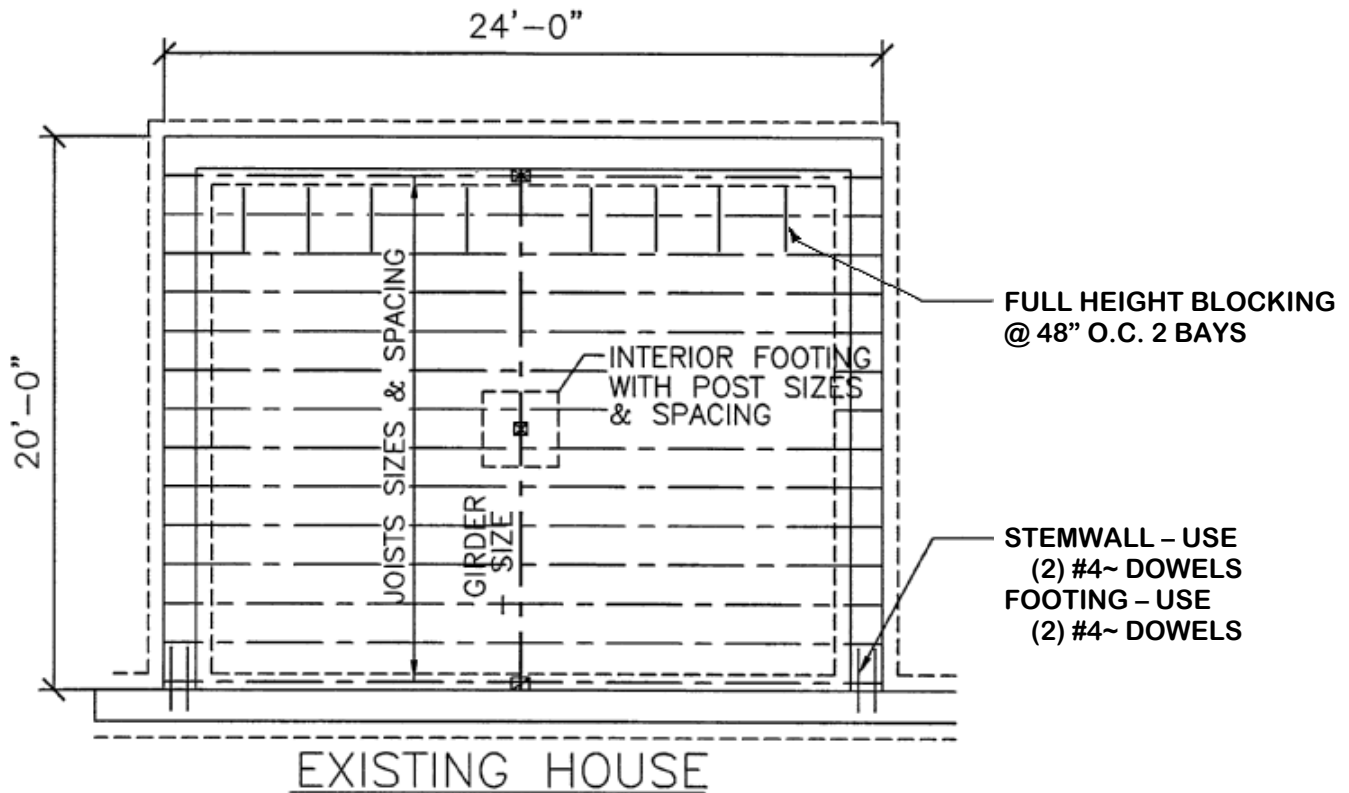 24'-0"
20'-0"
JOISTS SIZES & SPACING
INTERIOR FOOTING
WITH POST SIZES
& SPACING
GIRDER
SIZE
FULL HEIGHT BLOCKING
@ 48" O.C. 2 BAYS
STEMWALL – USE
(2) #4~ DOWELS
FOOTING – USE
(2) #4~ DOWELS
EXISTING HOUSE